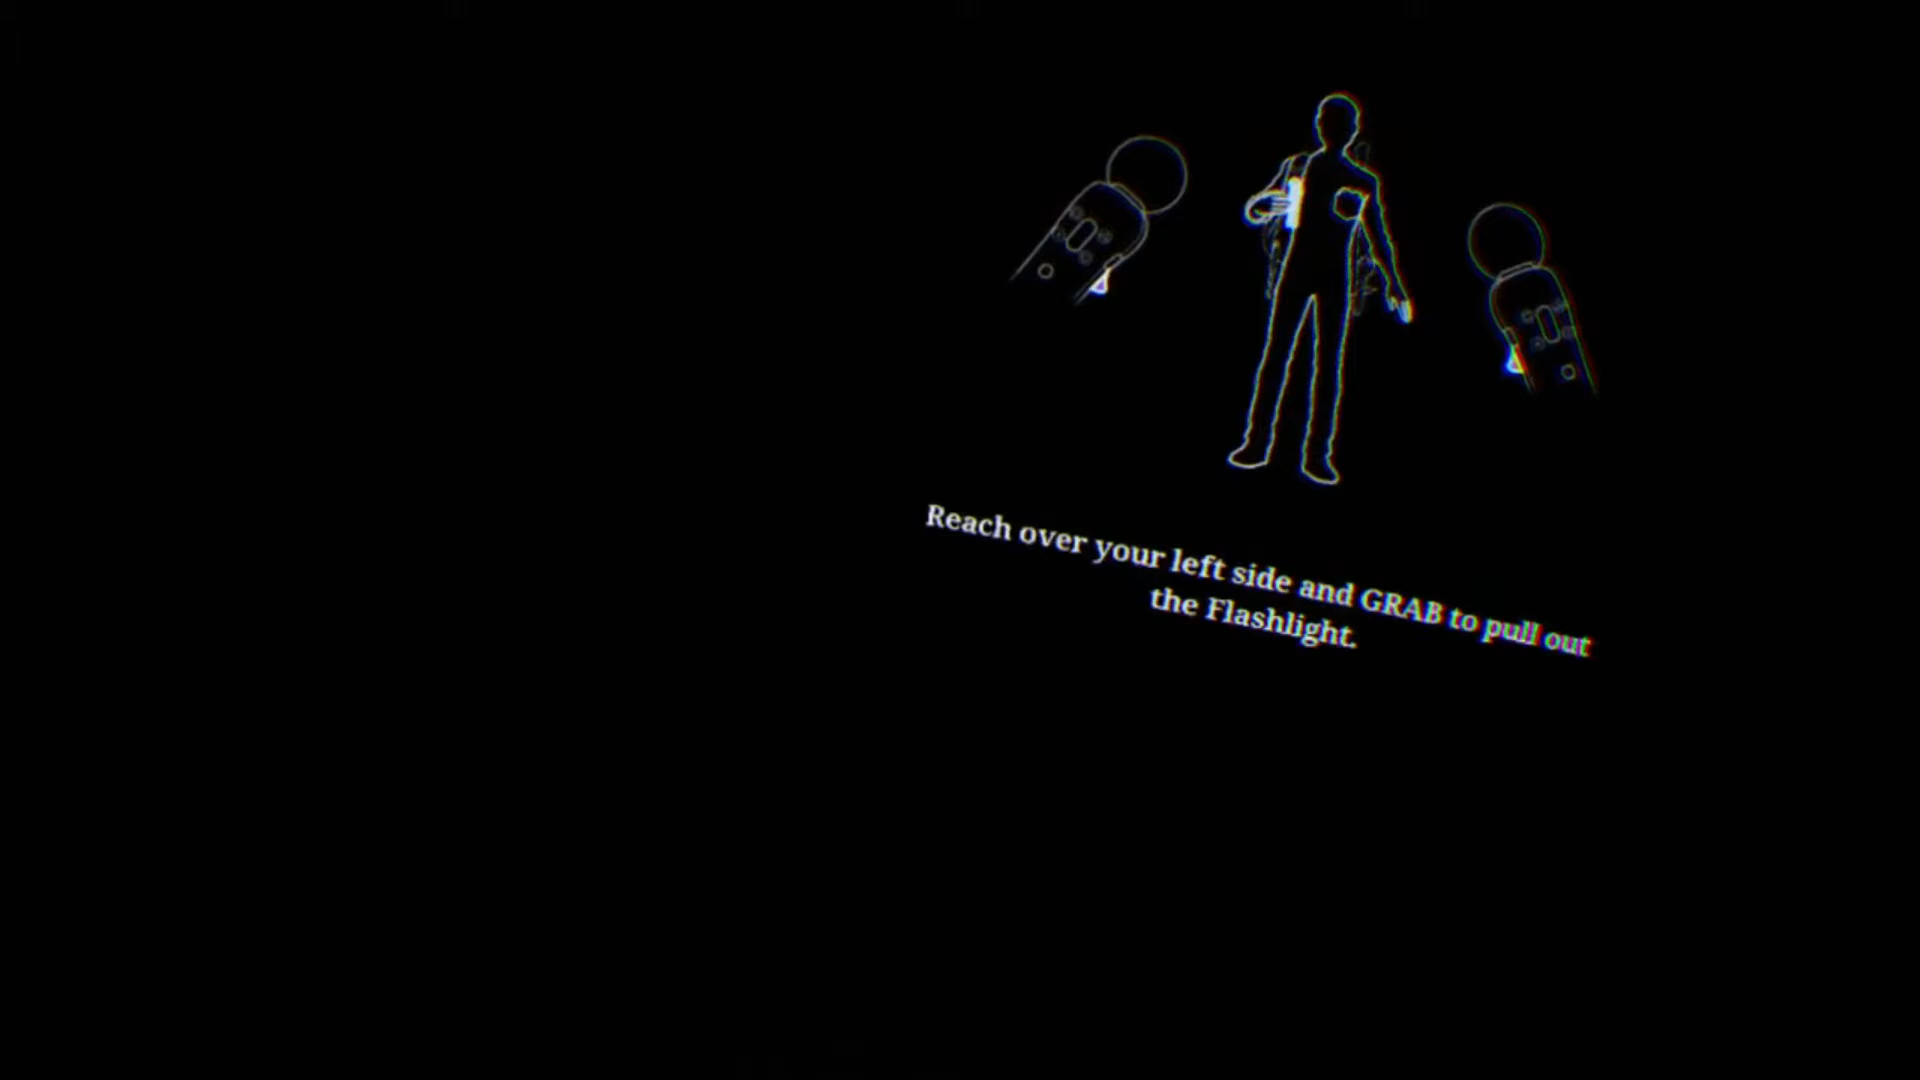 Reach over your left side and GRAB to pull out
the Flashlight.